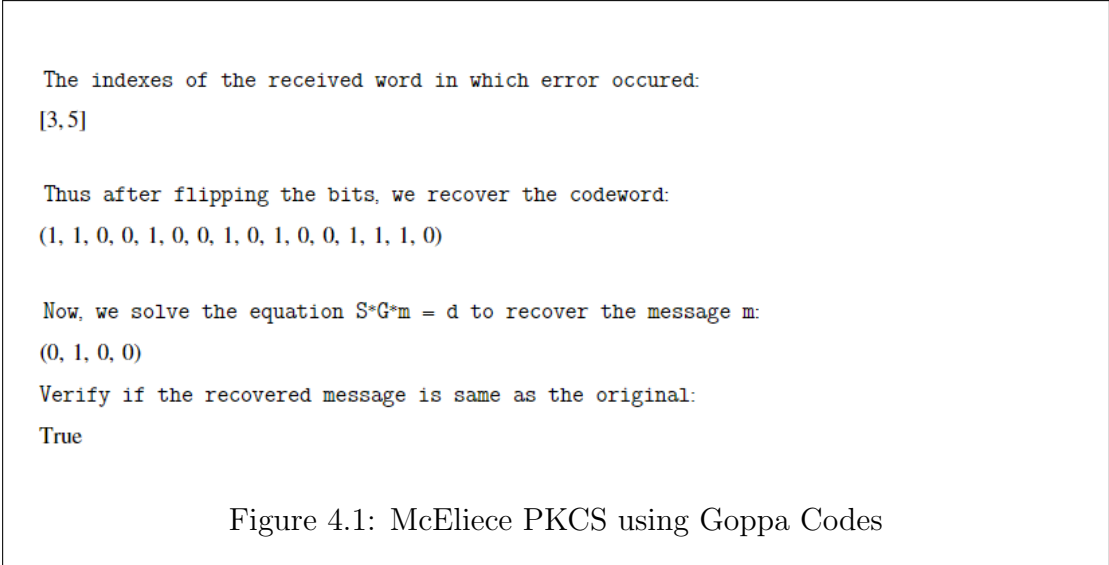 The indexes of the received word in which error occured:
[3,5]
Thus after flipping the bits, we recover the codeword:
(1, 1, 0, 0, 1, 0, 0, 1, 0, 1, 0, 0, 1, 1, 1, 0)
Now, we solve the equation S*G*m = d to recover the message m:
(0, 1, 0, 0)
Verify if the recovered message is same as the original:
True
Figure 4.1: McEliece PKCS using Goppa Codes